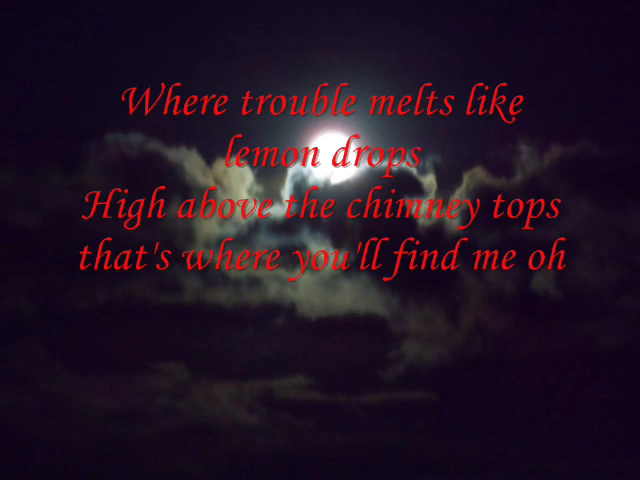 Where trouble melts like
lemon drops
High above the chimney tops
that's where you'll find me oh